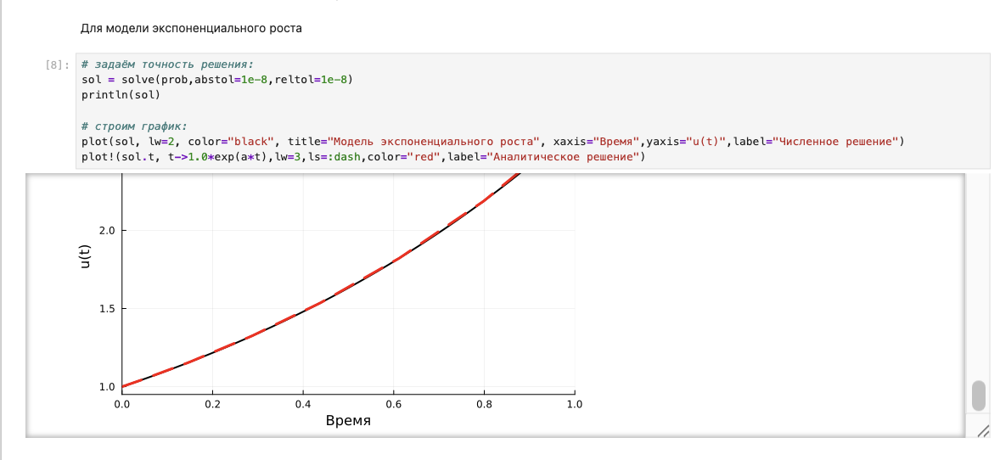 Для модели экспоненциального роста
[8]:
# задаём точность решения:
sol = solve(prob,abstol=1e-8,reltol=1e-8)
println(sol)
# строим график:
plot(sol, lw=2, color="black", title="Модель экспоненциального роста", xaxis="Время",yaxis="u(t)",label="Численное решение")
plot!(sol.t, t->1.0*exp(a*t),lw=3,ls=:dash,color="red",label="Аналитическое решение")
2.0
u(t)
1.5
1.0
0.0 0.2 0.4 0.6 0.8 1.0
Время